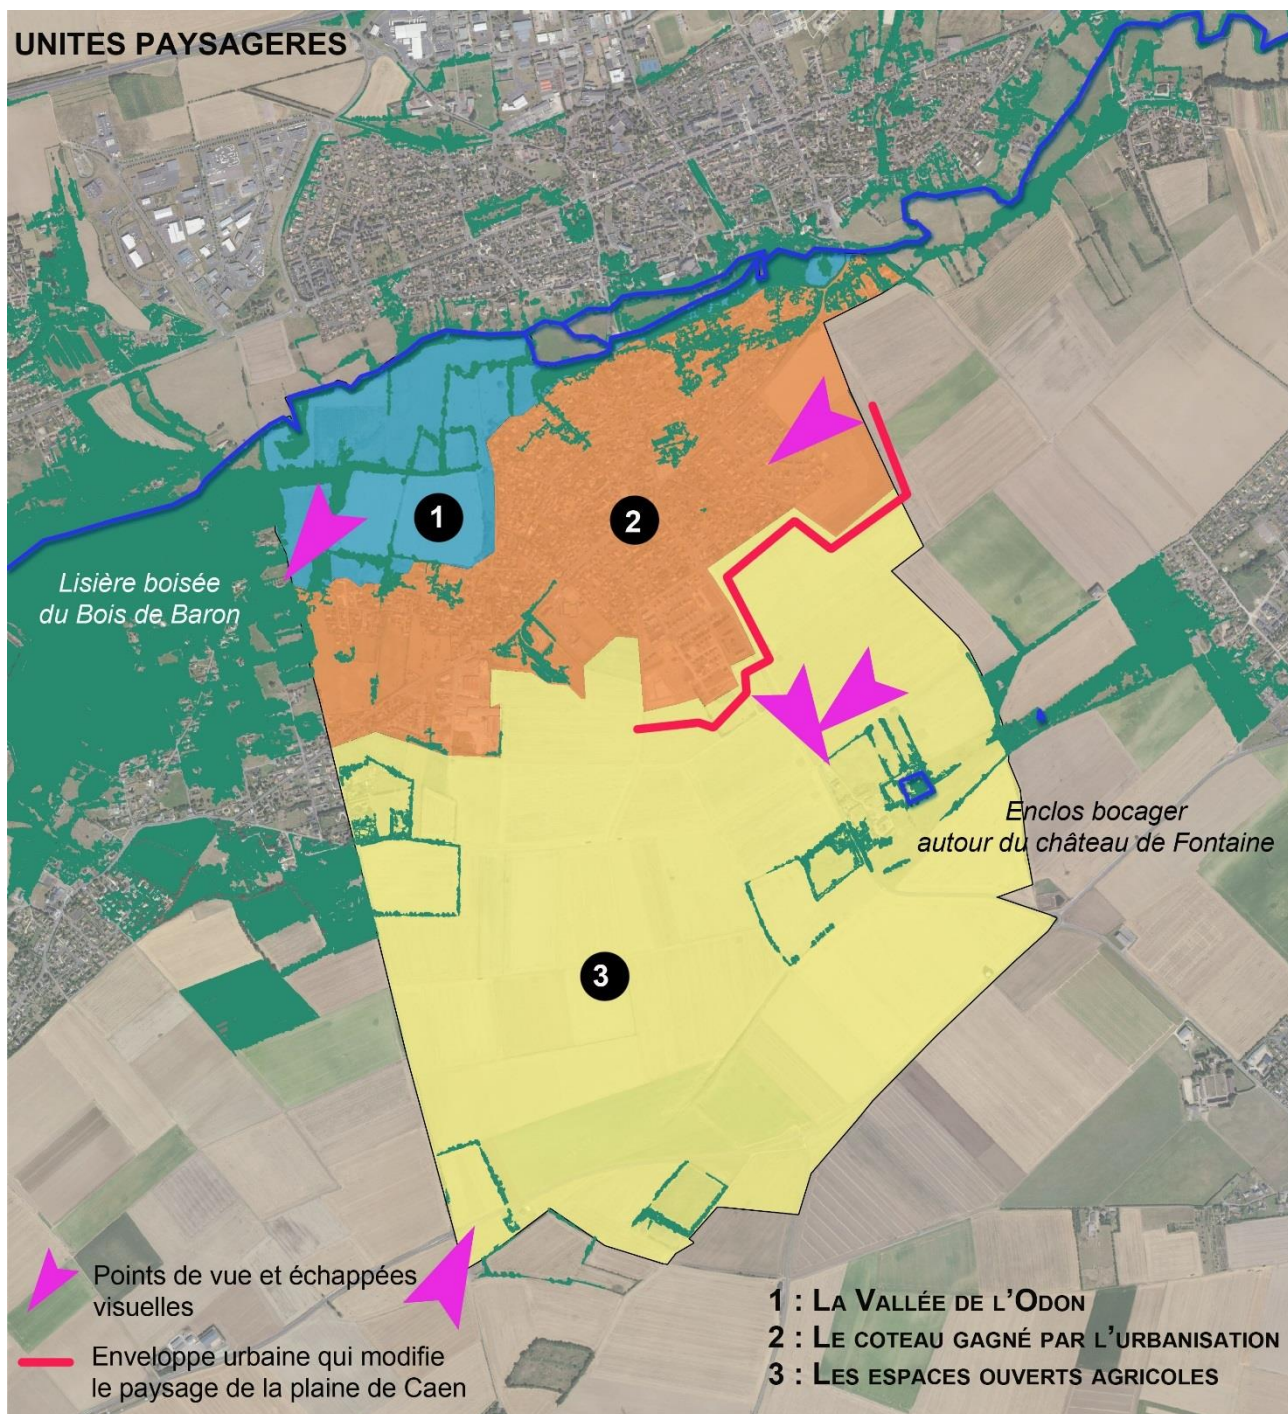 UNITES PAYSAGERES
1
2
Lisière boisée
du Bois de Baron
Enclos bocager
autour du château de Fontaine
3
Points de vue et échappées
visuelles
Enveloppe urbaine qui modifie
le paysage de la plaine de Caen
1 : LA VALLÉE DE L'ODON
2 : LE COTEAU GAGNÉ PAR L'URBANISATION
3 : LES ESPACES OUVERTS AGRICOLES